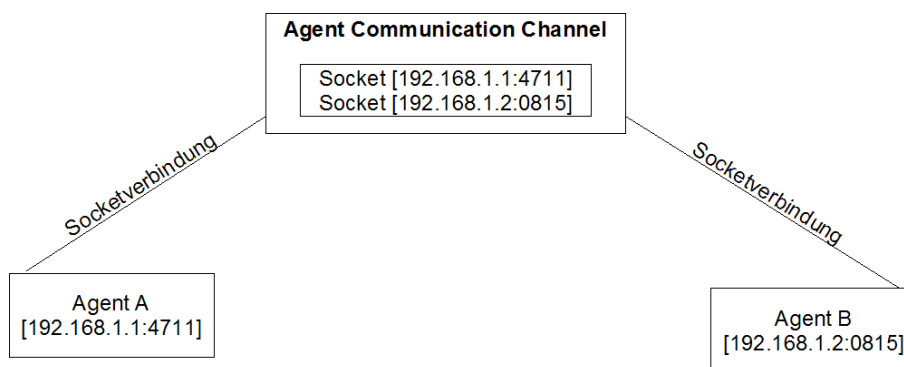 Agent Communication Channel
Socket [192.168.1.1:4711]
Socket [192.168.1.2:0815]
Socketverbindung
Socketverbindung
Agent A
[192.168.1.1:4711]
Agent B
[192.168.1.2:0815]